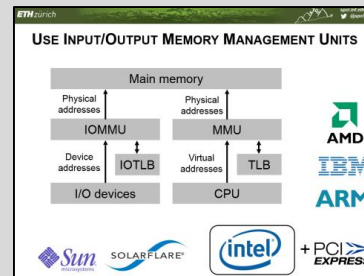 ETH zürich
USE INPUT/OUTPUT MEMORY MANAGEMENT UNITS
Main memory
Physical addresses
Physical addresses
IOMMU
MMU
Device addresses
IOTLB
Virtual addresses
TLB
I/O devices
CPU
AMD
IBM
ARM
Sun
microsystems
SOLARFLARE
intel
+ PCI
EXPRESS